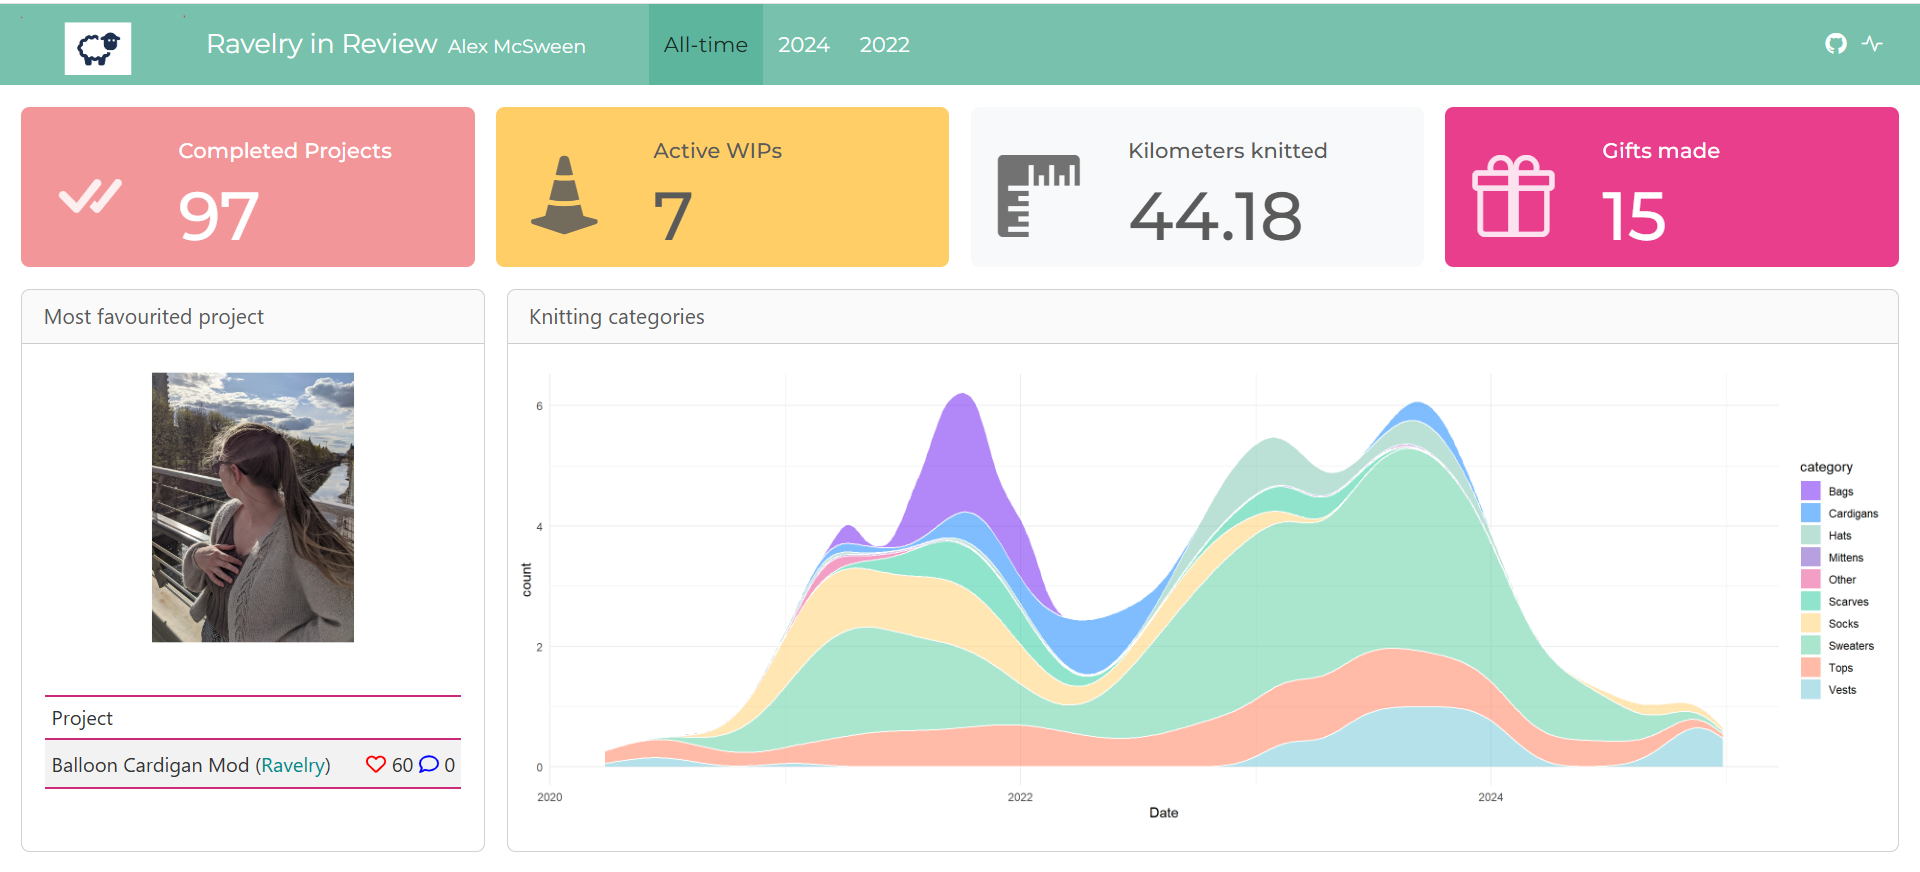 Ravelry in Review Alex McSween
All-time 2024 2022
Completed Projects
97
Active WIPs
7
Kilometers knitted
44.18
Gifts made
15
Most favourited project
Project
Balloon Cardigan Mod (Ravelry) 60 0
Knitting categories
6
4
2
0
count
2020 2022 2024
Date
category
Bags
Cardigans
Hats
Mittens
Other
Scarves
Socks
Sweaters
Tops
Vests